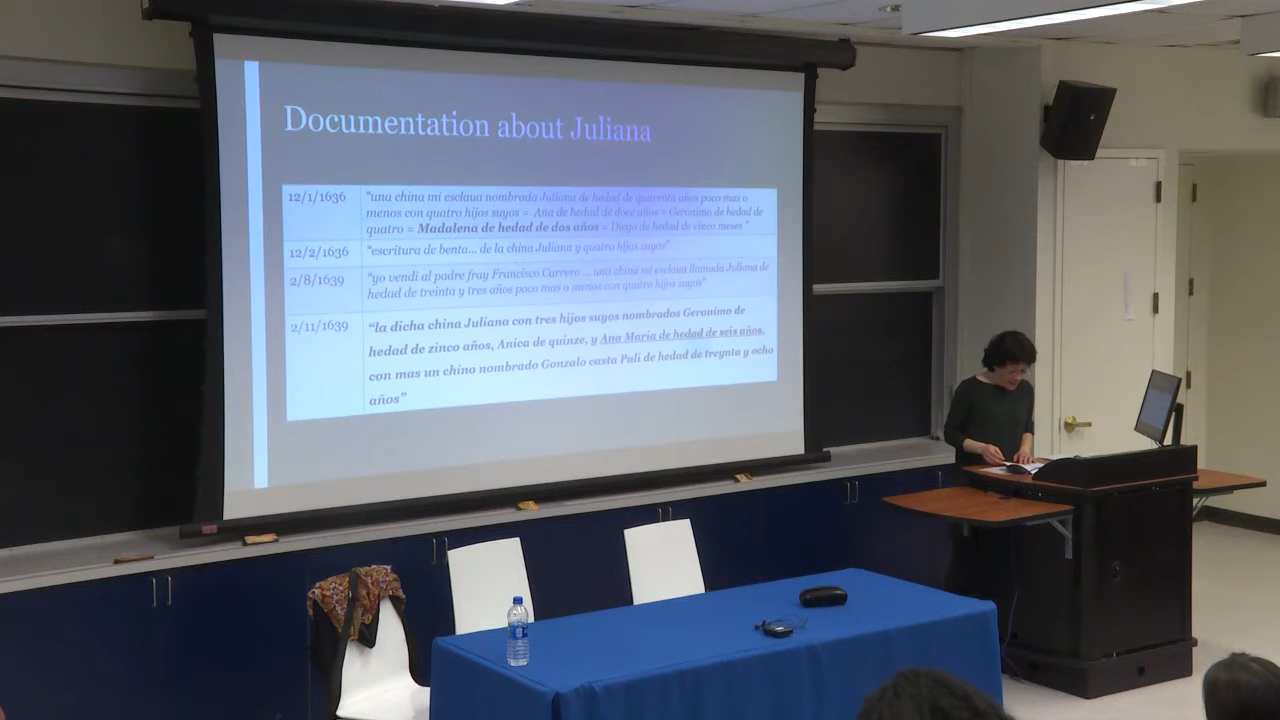 Documentation about Juliana
12/1/1636
“una china mi esclaua nombrada Juliana de hedad de quarenta años poco mas o
menos con quatro hijos suyos = Ana de hedad de doce años = Geronimo de hedad de
quatro = Madalena de hedad de dos años = Diego de hedad de cinco meses”
12/2/1636
“escritura de benta... de la china Juliana y quatro hijos suyos”
2/8/1639
“yo vendi al padre fray Francisco Carrero ... una china mi esclaua llamada Juliana de
hedad de treinta y tres años poco mas o menos con quatro hijos suyos”
2/11/1639
“la dicha china Juliana con tres hijos suyos nombrados Geronimo de
hedad de zinco años, Anica de quinze, y Ana Maria de hedad de seis años,
con mas un chino nombrado Gonzalo casta Pali de hedad de treynta y ocho
años”